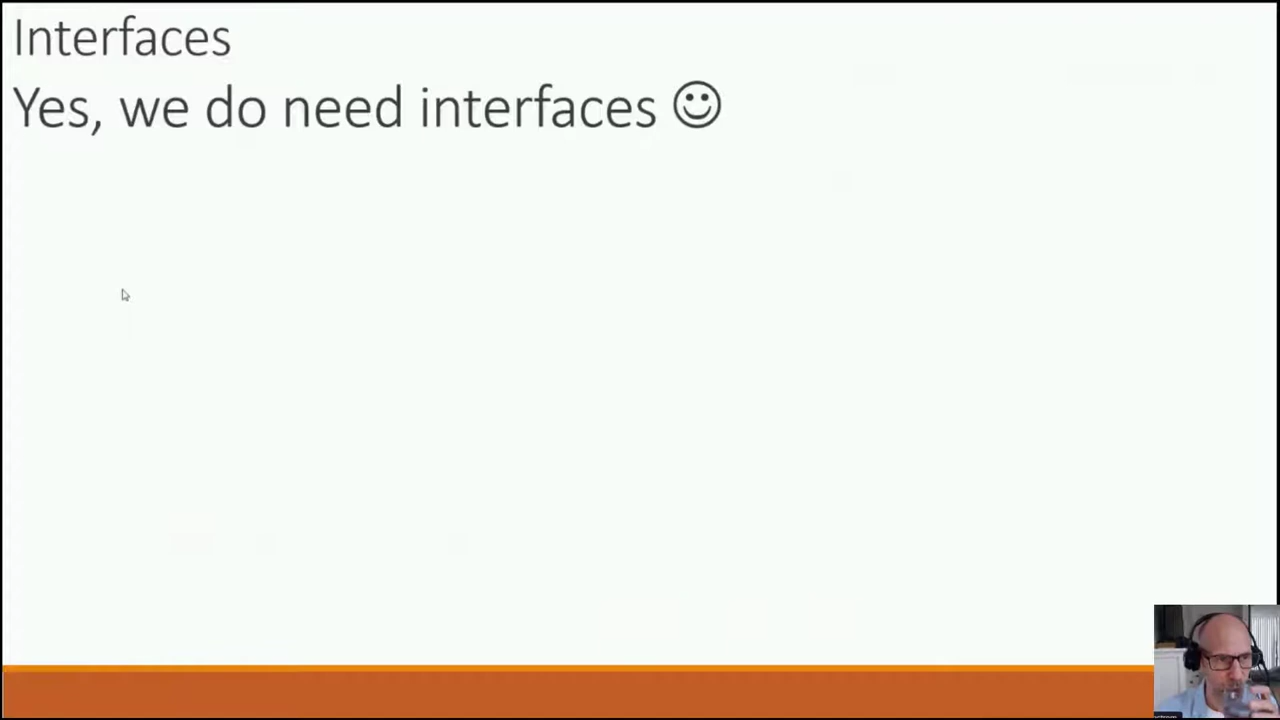 Interfaces
Yes, we do need interfaces ☺